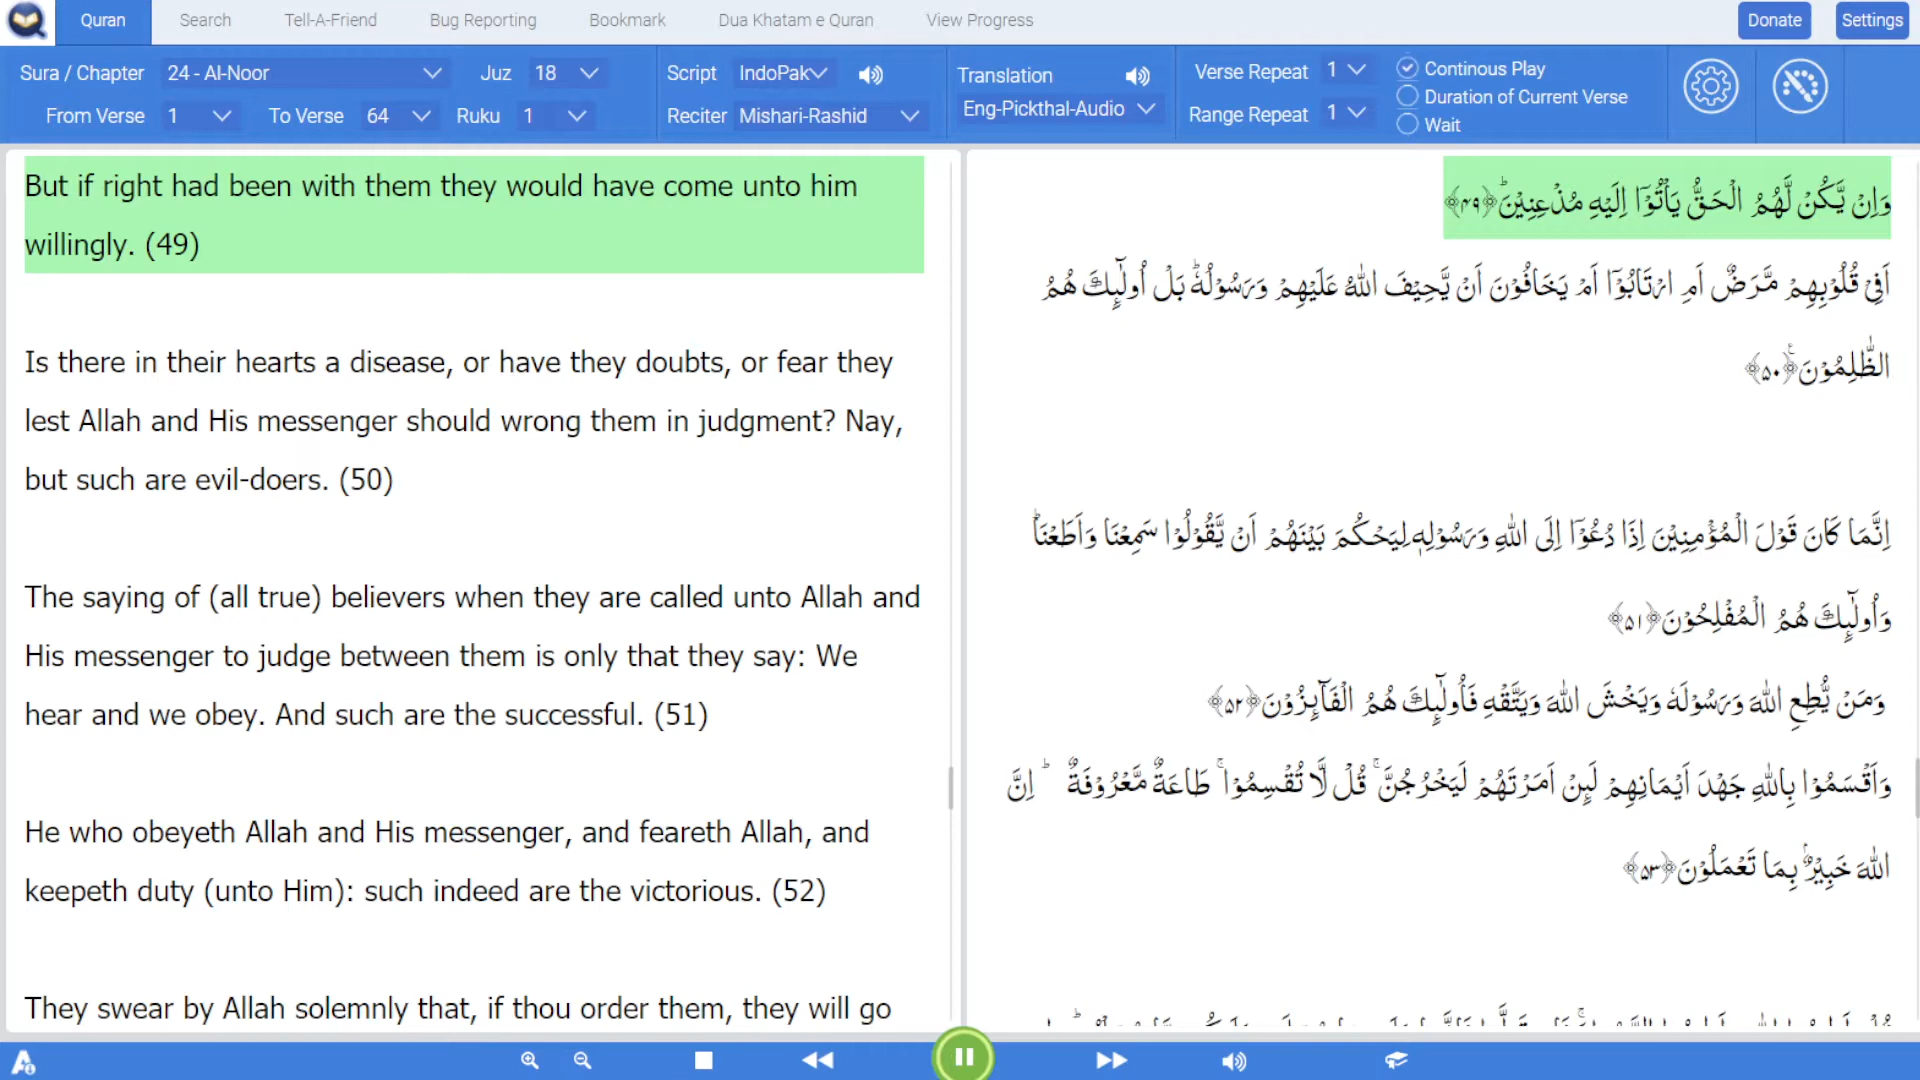 Quran Search Tell-A-Friend Bug Reporting Bookmark Dua Khatam e Quran View Progress Donate Settings
Sura / Chapter 24 - Al-Noor Juz 18
From Verse 1 To Verse 64 Ruku 1
Script IndoPak
Reciter Mishari-Rashid
Translation
Eng-Pickthal-Audio
Verse Repeat 1
Range Repeat 1
Continous Play
Duration of Current Verse
Wait
But if right had been with them they would have come unto him
willingly. (49)
Is there in their hearts a disease, or have they doubts, or fear they
lest Allah and His messenger should wrong them in judgment? Nay,
but such are evil-doers. (50)
The saying of (all true) believers when they are called unto Allah and
His messenger to judge between them is only that they say: We
hear and we obey. And such are the successful. (51)
He who obeyeth Allah and His messenger, and feareth Allah, and
keepeth duty (unto Him): such indeed are the victorious. (52)
They swear by Allah solemnly that, if thou order them, they will go
وَاِنۡ يَّكُنۡ لَّهُمُ الۡحَـقُّ يَاۡتُوۡۤا اِلَيۡهِ مُذۡعِنِيۡنَؕ‏ ﴿۴۹﴾
اَفِىۡ قُلُوۡبِهِمۡ مَّرَضٌ اَمِ ارۡتَابُوۡۤا اَمۡ يَخَافُوۡنَ اَنۡ يَّحِيۡفَ اللّٰهُ عَلَيۡهِمۡ وَرَسُوۡلُهٗ‌ؕ بَلۡ اُولٰٓٮِٕكَ هُمُ
الظّٰلِمُوۡنَ‏ ﴿۵۰﴾
اِنَّمَا كَانَ قَوۡلَ الۡمُؤۡمِنِيۡنَ اِذَا دُعُوۡۤا اِلَى اللّٰهِ وَرَسُوۡلِهٖ لِيَحۡكُمَ بَيۡنَهُمۡ اَنۡ يَّقُوۡلُوۡا سَمِعۡنَا وَاَطَعۡنَا‌ؕ
وَاُولٰٓٮِٕكَ هُمُ الۡمُفۡلِحُوۡنَ‏ ﴿۵۱﴾
وَمَنۡ يُّطِعِ اللّٰهَ وَرَسُوۡلَهٗ وَيَخۡشَ اللّٰهَ وَيَتَّقۡهِ فَاُولٰٓٮِٕكَ هُمُ الۡفَآٮِٕزُوۡنَ‏ ﴿۵۲﴾
وَاَقۡسَمُوۡا بِاللّٰهِ جَهۡدَ اَيۡمَانِهِمۡ لَٮِٕنۡ اَمَرۡتَهُمۡ لَيَخۡرُجُنَّ‌ۚ قُلْ لَّا تُقۡسِمُوۡا‌ۚ طَاعَةٌ مَّعۡرُوۡفَةٌ‌ ؕ اِنَّ
اللّٰهَ خَبِيۡرٌۢ بِمَا تَعۡمَلُوۡنَ‏ ﴿۵۳﴾